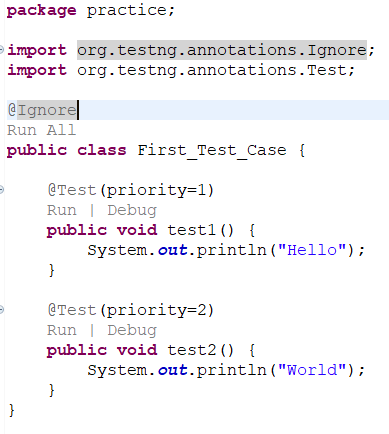 package practice;
import org.testng.annotations.Ignore;
import org.testng.annotations.Test;
@Ignore
Run All
public class First_Test_Case {
@Test(priority=1)
Run | Debug
public void test1() {
System.out.println("Hello");
}
@Test(priority=2)
Run | Debug
public void test2() {
System.out.println("World");
}
}